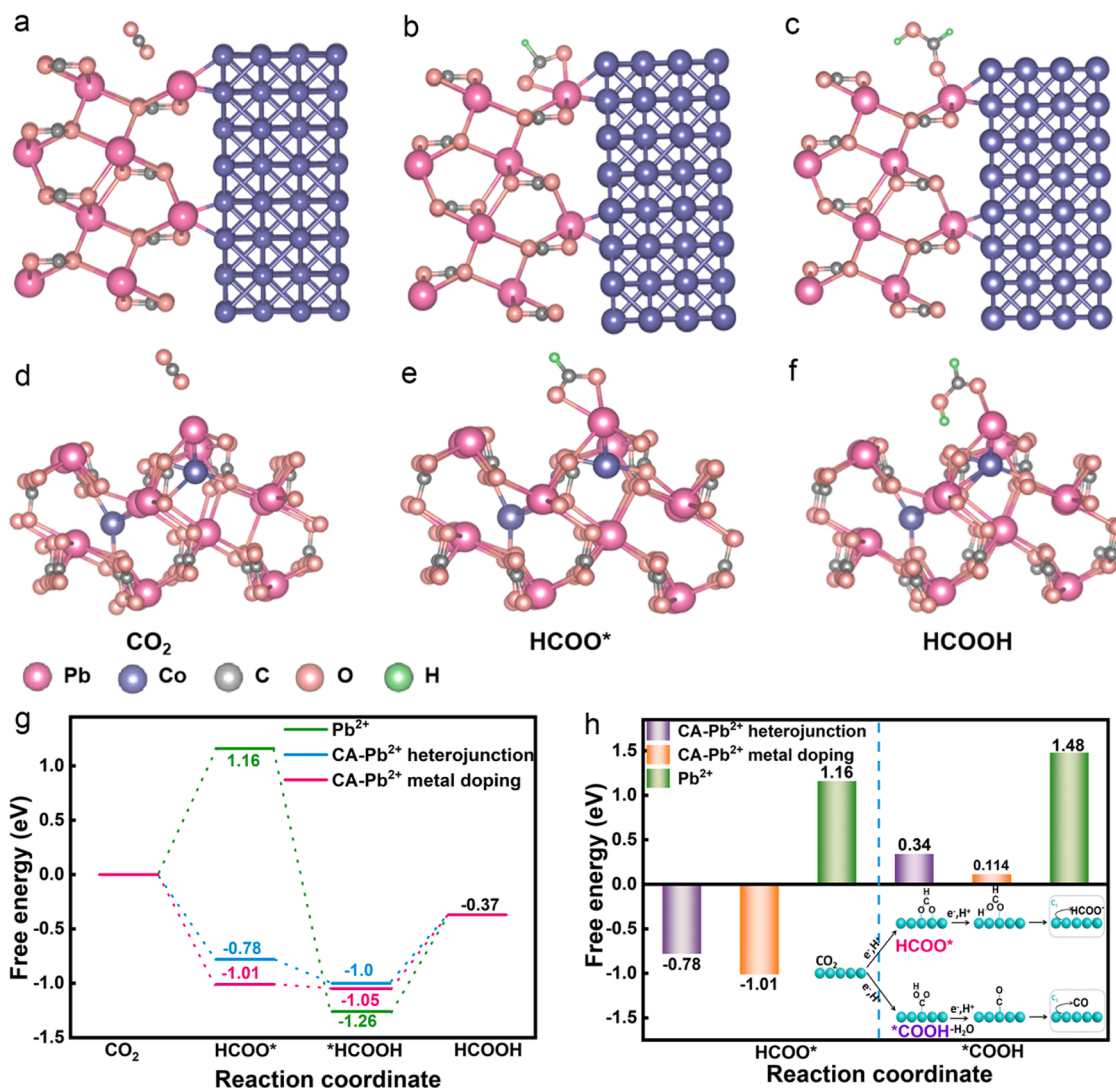 a
b
c
d
e
f
CO₂
HCOO*
HCOOH
Pb
Co
C
O
H
g
Pb²⁺
CA-Pb²⁺ heterojunction
CA-Pb²⁺ metal doping
1.16
-0.78
-1.01
-1.0
-1.05
-1.26
-0.37
Free energy (eV)
1.0
0.5
0.0
-0.5
-1.0
-1.5
CO₂
HCOO*
*HCOOH
HCOOH
Reaction coordinate
h
CA-Pb²⁺ heterojunction
CA-Pb²⁺ metal doping
Pb²⁺
1.16
1.48
0.34
0.114
-0.78
-1.01
Free energy (eV)
1.5
1.0
0.5
0
-0.5
-1.0
-1.5
CO₂
e⁻,H⁺
H
C
O O
HCOO*
e⁻,H⁺
H
C
H O O
C₁
HCOO⁻
e⁻,H⁺
H
O O
C
*COOH
e⁻,H⁺
-H₂O
O
C
CO
HCOO*
*COOH
Reaction coordinate